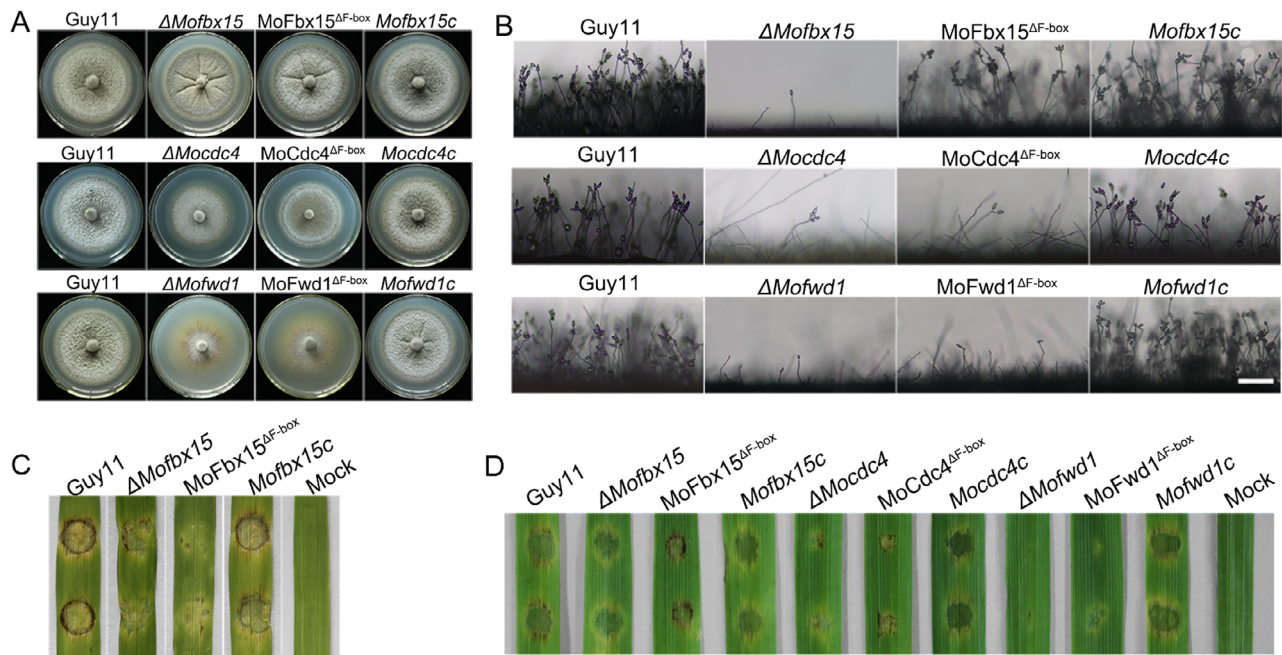 A
Guy11 ΔMofbx15 MoFbx15ΔF-box Mofbx15c
Guy11 ΔMocdc4 MoCdc4ΔF-box Mocdc4c
Guy11 ΔMofwd1 MoFwd1ΔF-box Mofwd1c
B
Guy11 ΔMofbx15 MoFbx15ΔF-box Mofbx15c
Guy11 ΔMocdc4 MoCdc4ΔF-box Mocdc4c
Guy11 ΔMofwd1 MoFwd1ΔF-box Mofwd1c
C
Guy11 ΔMofbx15 MoFbx15ΔF-box Mofbx15c Mock
D
Guy11 ΔMofbx15 MoFbx15ΔF-box Mofbx15c ΔMocdc4 MoCdc4ΔF-box Mocdc4c ΔMofwd1 MoFwd1ΔF-box Mofwd1c Mock